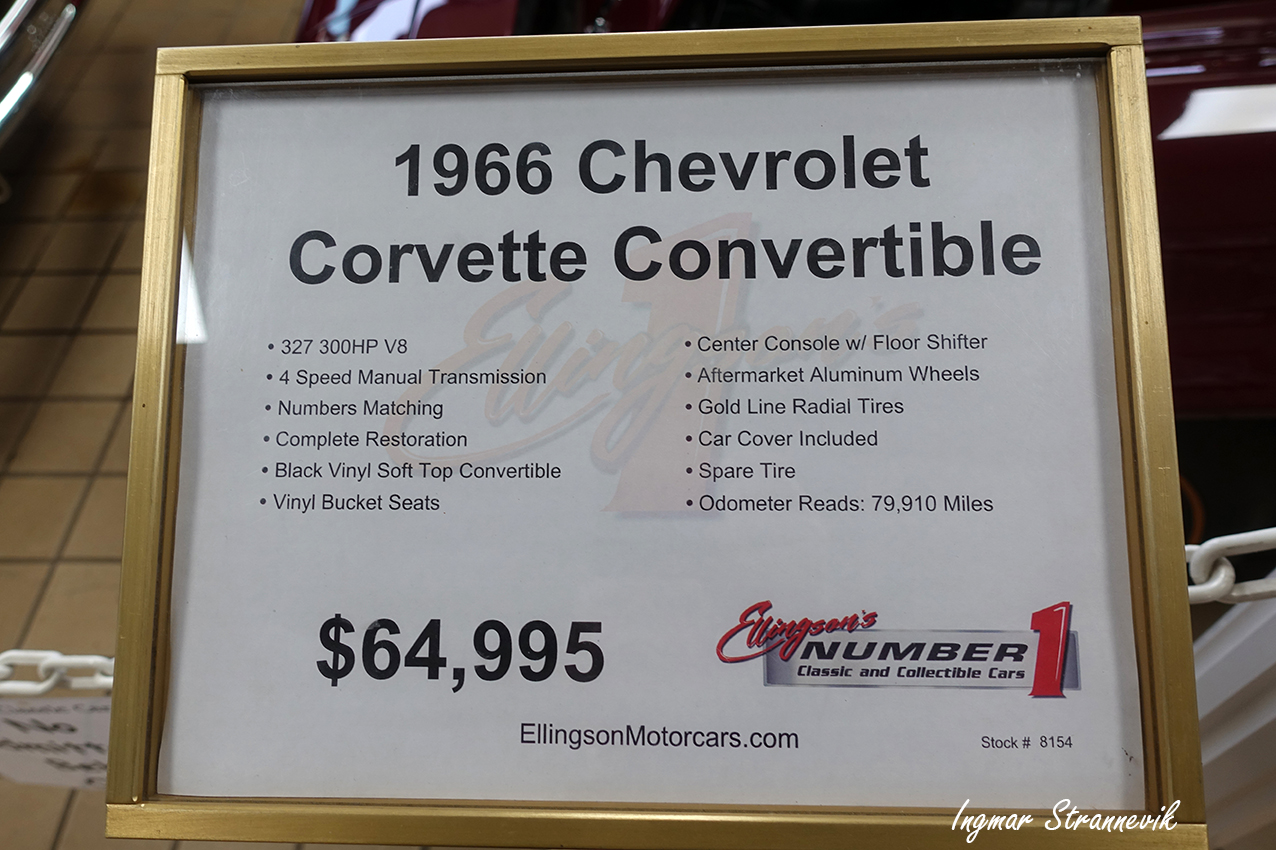 1966 Chevrolet
Corvette Convertible
• 327 300HP V8
• 4 Speed Manual Transmission
• Numbers Matching
• Complete Restoration
• Black Vinyl Soft Top Convertible
• Vinyl Bucket Seats
• Center Console w/ Floor Shifter
• Aftermarket Aluminum Wheels
• Gold Line Radial Tires
• Car Cover Included
• Spare Tire
• Odometer Reads: 79,910 Miles
$64,995
Ellingson's
NUMBER 1
Classic and Collectible Cars
EllingsonMotorcars.com
Stock # 8154
Ellingson's 1
No
Ingmar Strannevik